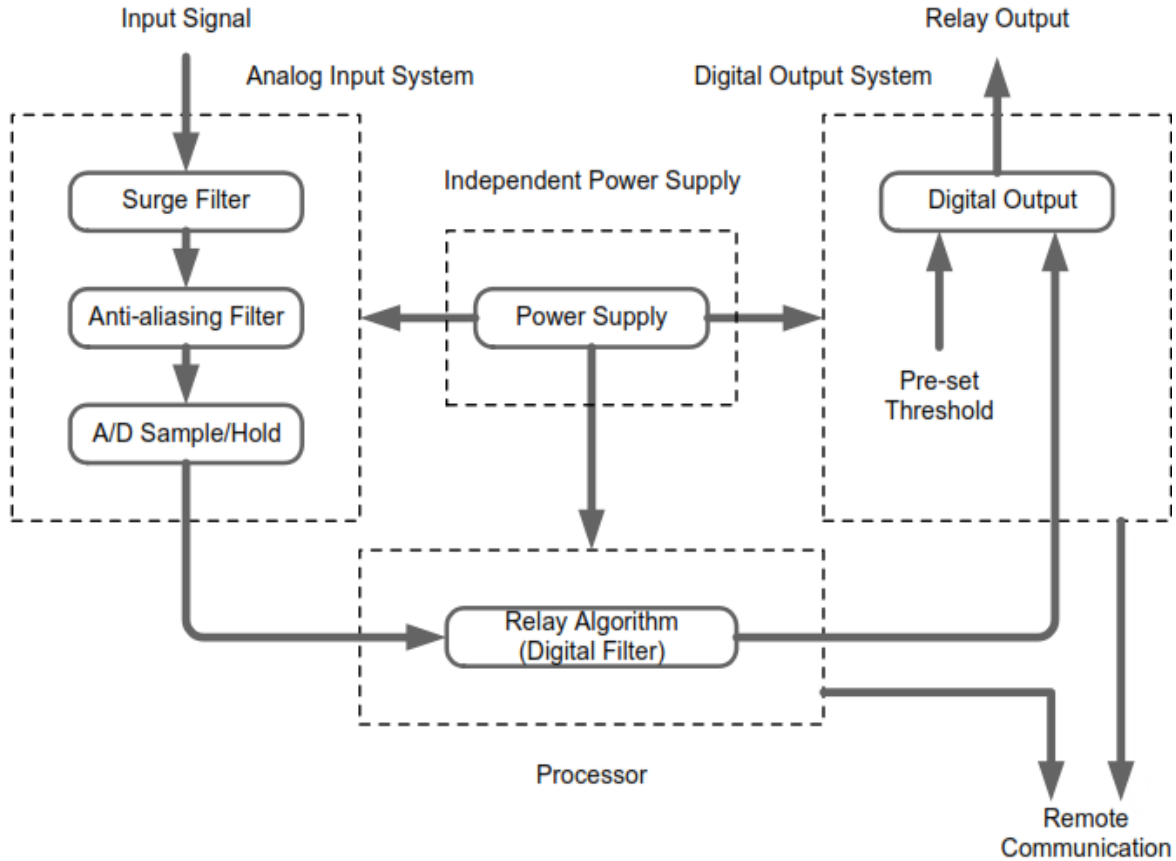 Input Signal
Relay Output
Analog Input System
Digital Output System
Surge Filter
Independent Power Supply
Digital Output
Anti-aliasing Filter
Power Supply
Pre-set
Threshold
A/D Sample/Hold
Relay Algorithm
(Digital Filter)
Processor
Remote
Communication